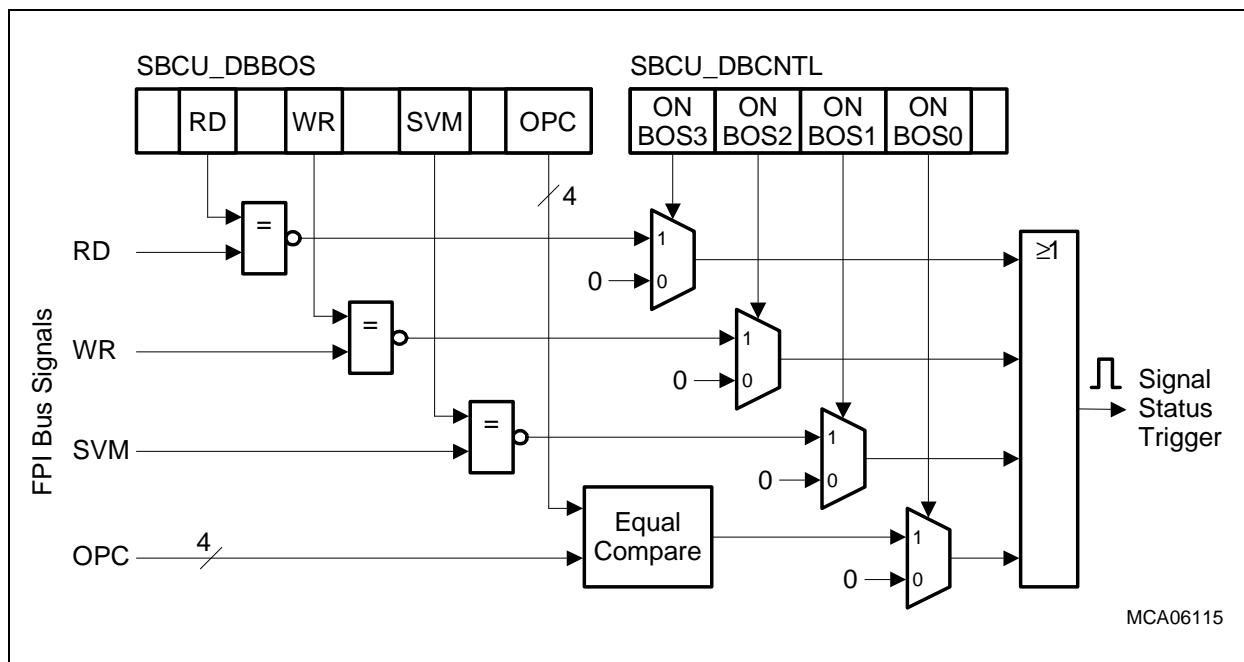 SBCU_DBBOS
SBCU_DBCNTL
RD
WR
SVM
OPC
ON
BOS3
ON
BOS2
ON
BOS1
ON
BOS0
4
=
1
≥1
RD
0
0
=
1
WR
0
0
Signal
Status
Trigger
=
1
SVM
0
0
FPI Bus Signals
Equal
Compare
1
OPC
4
0
0
MCA06115